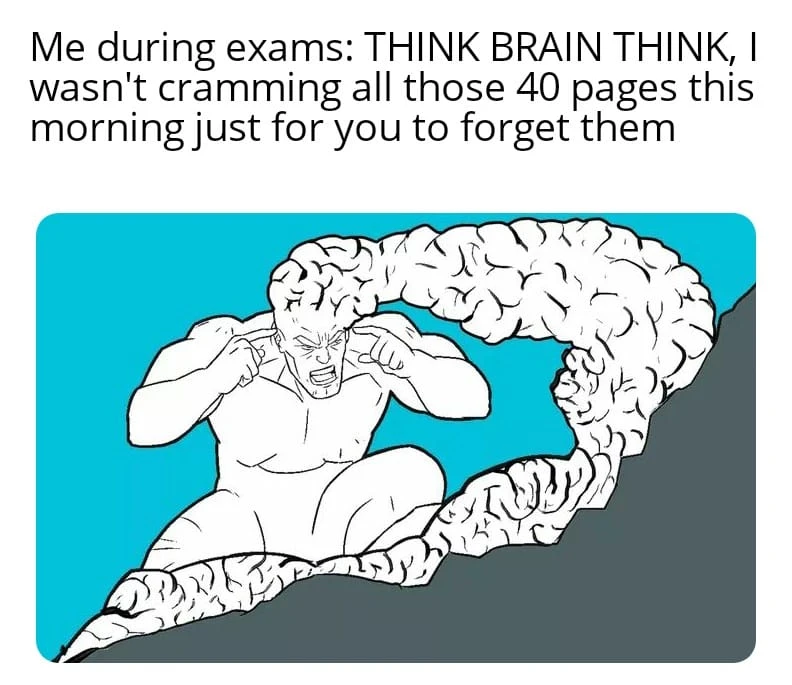 Me during exams: THINK BRAIN THINK, I
wasn't cramming all those 40 pages this
morning just for you to forget them